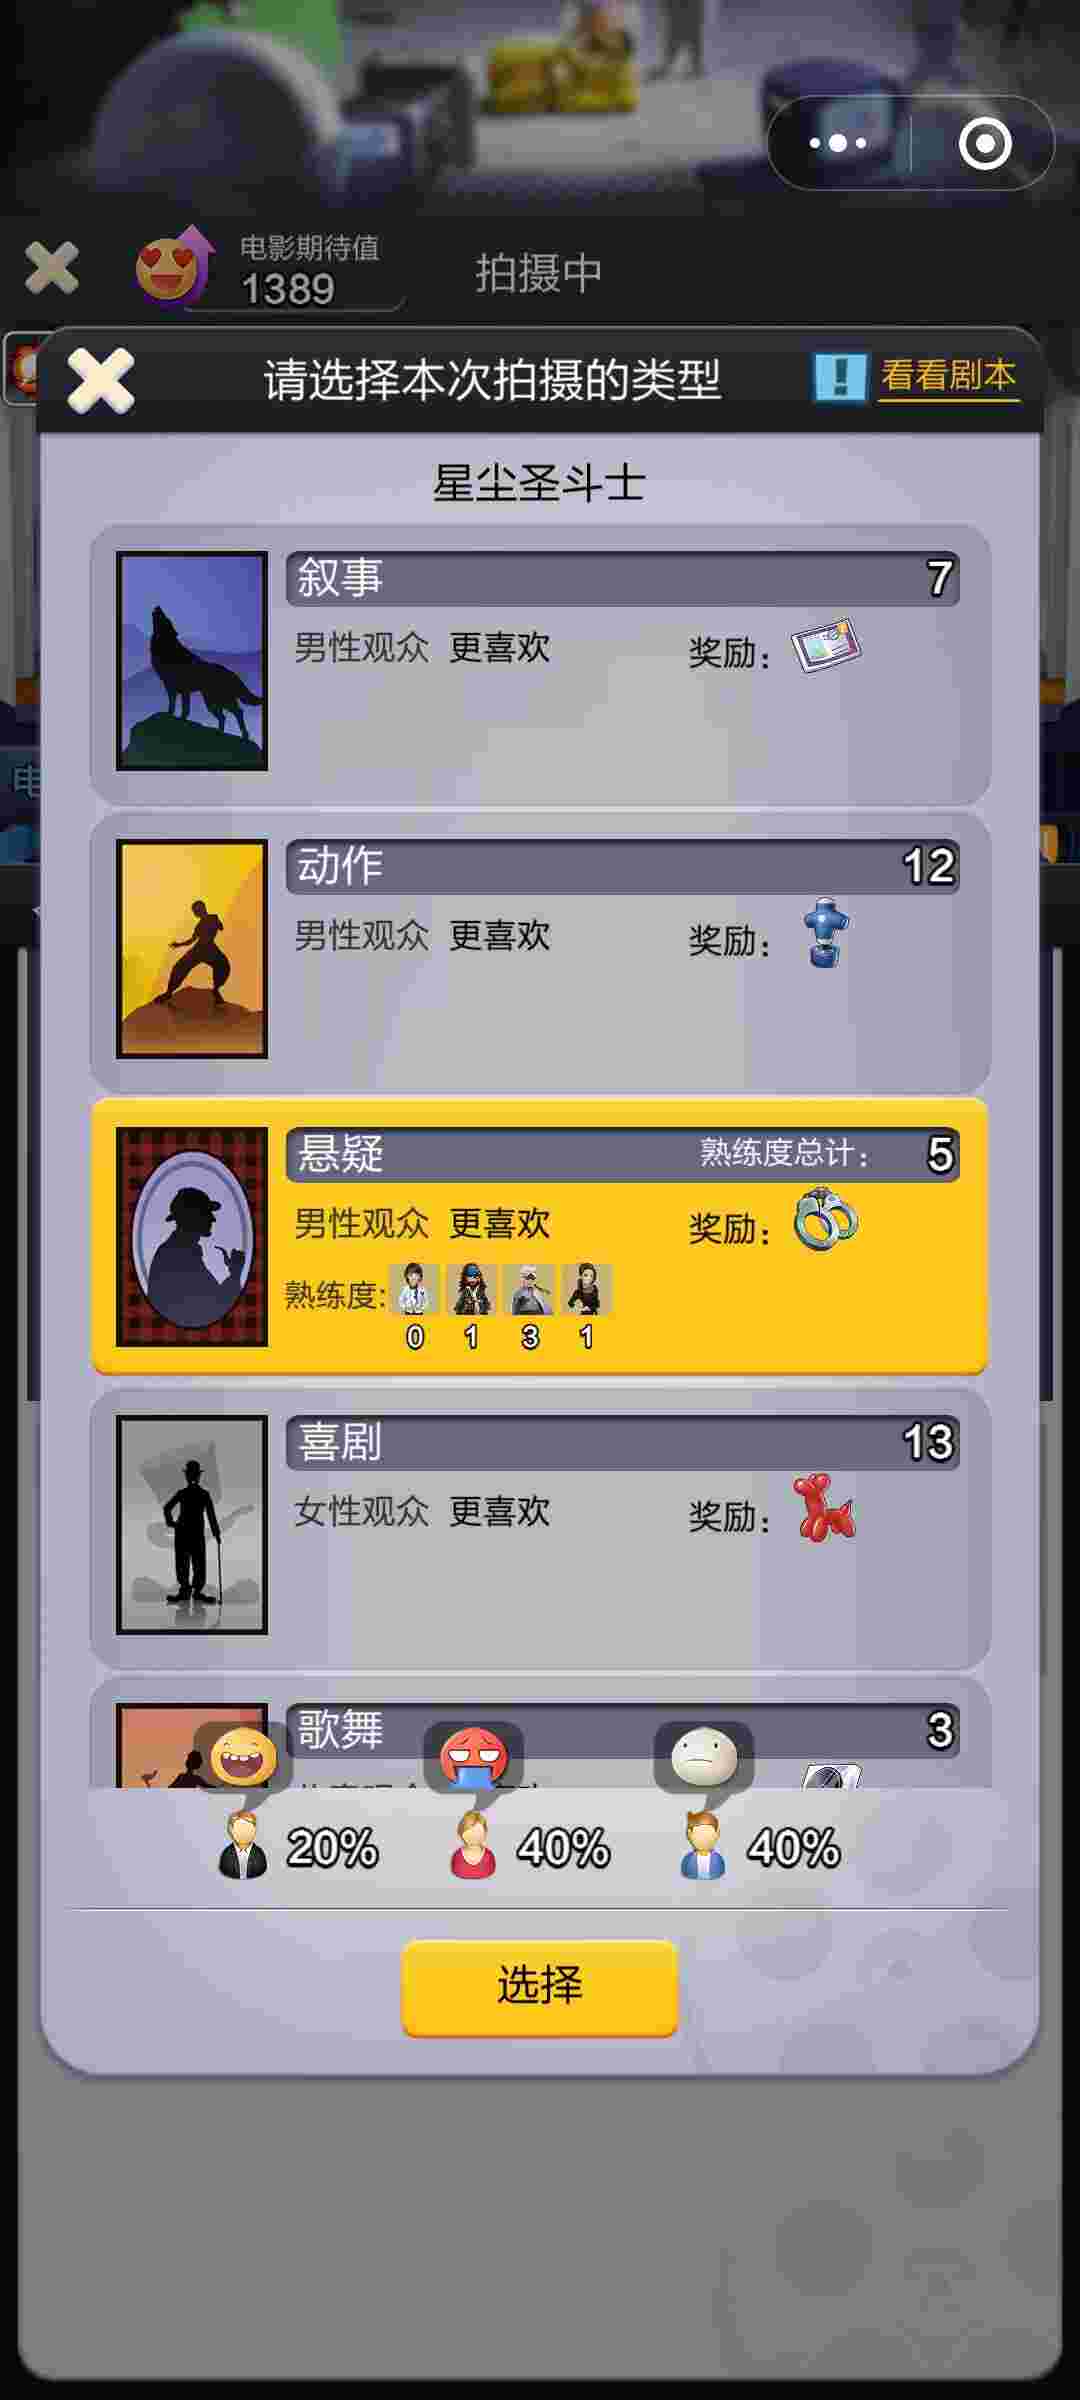 电影期待值
1389
拍摄中
请选择本次拍摄的类型
看看剧本
星尘圣斗士
叙事 7
男性观众 更喜欢 奖励：
动作 12
男性观众 更喜欢 奖励：
悬疑 熟练度总计： 5
男性观众 更喜欢 奖励：
熟练度:
0 1 3 1
喜剧 13
女性观众 更喜欢 奖励：
歌舞 3
20% 40% 40%
选择
电